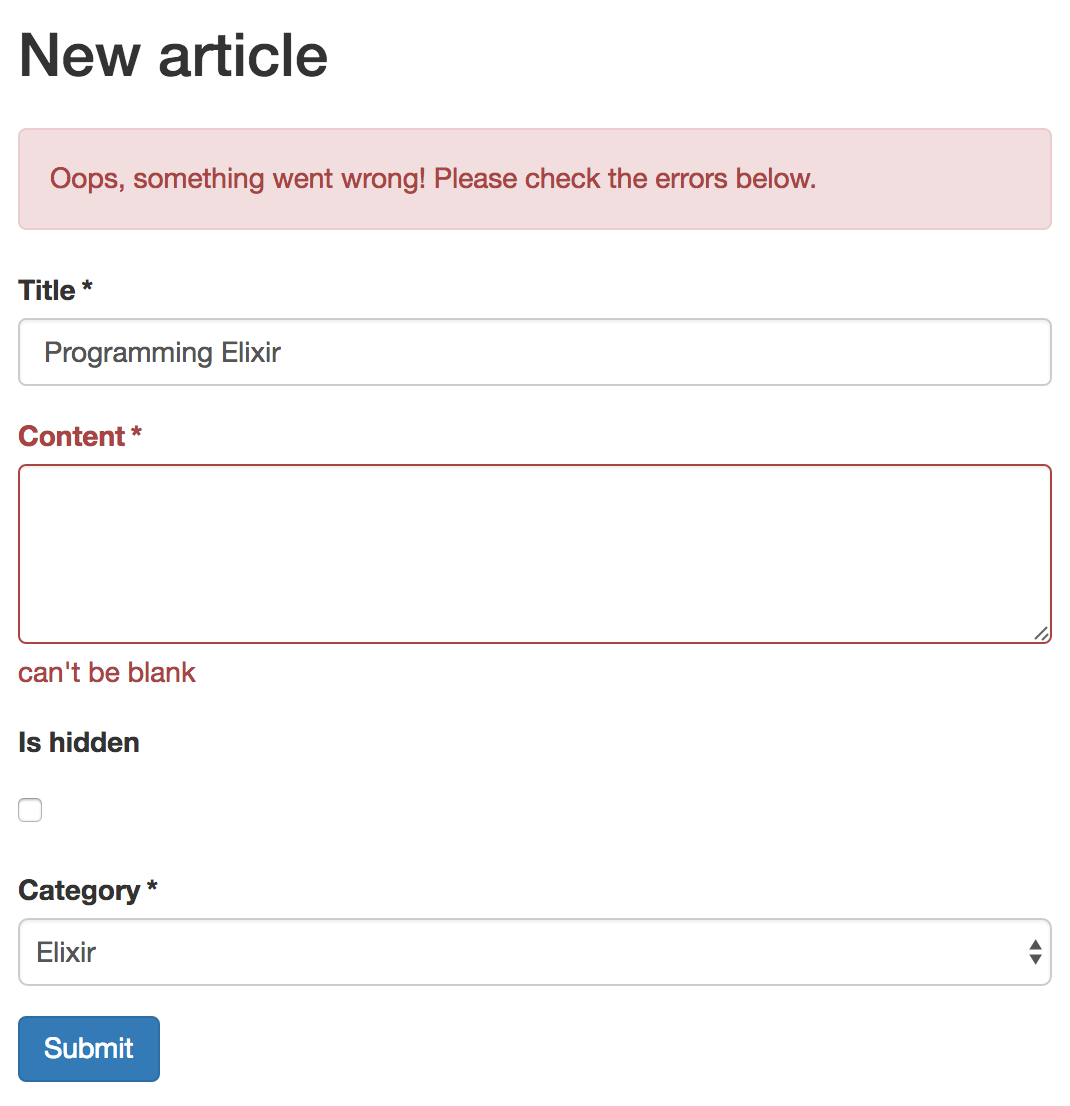 New article
Oops, something went wrong! Please check the errors below.
Title *
Programming Elixir
Content *
can't be blank
Is hidden
Category *
Elixir
Submit